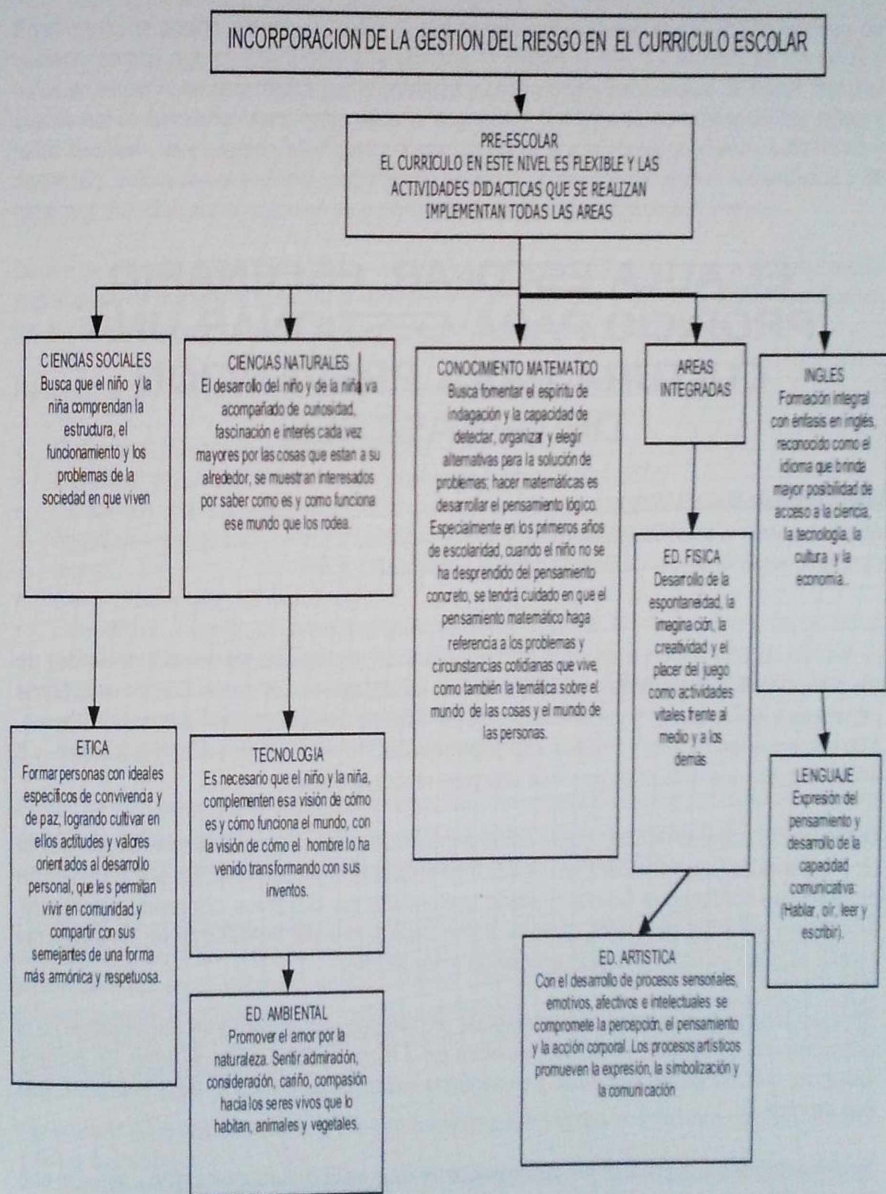 INCORPORACION DE LA GESTION DEL RIESGO EN EL CURRICULO ESCOLAR
PRE-ESCOLAR
EL CURRICULO EN ESTE NIVEL ES FLEXIBLE Y LAS
ACTIVIDADES DIDACTICAS QUE SE REALIZAN
IMPLEMENTAN TODAS LAS AREAS
CIENCIAS SOCIALES
Busca que el niño y la
niña comprendan la
estructura, el
funcionamiento y los
problemas de la
sociedad en que viven
CIENCIAS NATURALES
El desarrollo del niño y de la niña va
acompañado de curiosidad,
fascinación e interés cada vez
mayores por las cosas que estan a su
alrededor, se muestran interesados
por saber como es y como funciona
ese mundo que los rodea.
CONOCIMIENTO MATEMATICO
Busca fomentar el espíritu de
indagación y la capacidad de
detectar, organizar y elegir
alternativas para la solución de
problemas; hacer matemáticas es
desarrollar el pensamiento lógico.
Especialmente en los primeros años
de escolaridad, cuando el niño no se
ha desprendido del pensamiento
concreto, se tendrá cuidado en que el
pensamiento matemático haga
referencia a los problemas y
circunstancias cotidianas que vive,
como también la temática sobre el
mundo de las cosas y el mundo de
las personas.
AREAS
INTEGRADAS
INGLES
Formación integral
con énfasis en inglés,
reconocido como el
idioma que brinda
mayor posibilidad de
acceso a la ciencia,
la tecnología, la
cultura y la
economía..
ED. FISICA
Desarrollo de la
espontaneidad, la
imaginación, la
creatividad y el
placer del juego
como actividades
vitales frente al
medio y a los
demás
ETICA
Formar personas con ideales
específicos de convivencia y
de paz, logrando cultivar en
ellos actitudes y valores
orientados al desarrollo
personal, que les permitan
vivir en comunidad y
compartir con sus
semejantes de una forma
más armónica y respetuosa.
TECNOLOGIA
Es necesario que el niño y la niña,
complementen esa visión de cómo
es y cómo funciona el mundo, con
la visión de cómo el hombre lo ha
venido transformando con sus
inventos.
LENGUAJE
Expresión del
pensamiento y
desarrollo de la
capacidad
comunicativa:
(Hablar, oír, leer y
escribir).
ED. ARTISTICA
Con el desarrollo de procesos sensoriales,
emotivos, afectivos e intelectuales se
compromete la percepción, el pensamiento
y la acción corporal. Los procesos artísticos
promueven la expresión, la simbolización y
la comunicación
ED. AMBIENTAL
Promover el amor por la
naturaleza. Sentir admiración,
consideración, cariño, compasión
hacia los seres vivos que lo
habitan, animales y vegetales.